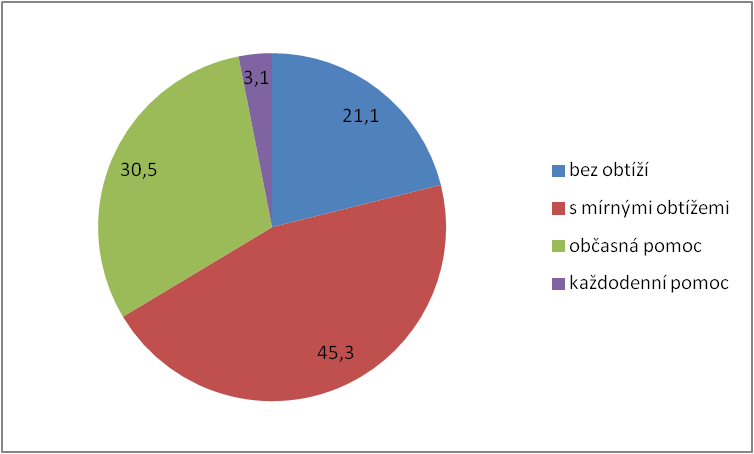 3,1
21,1
30,5
45,3
bez obtíží
s mírnými obtížemi
občasná pomoc
každodenní pomoc